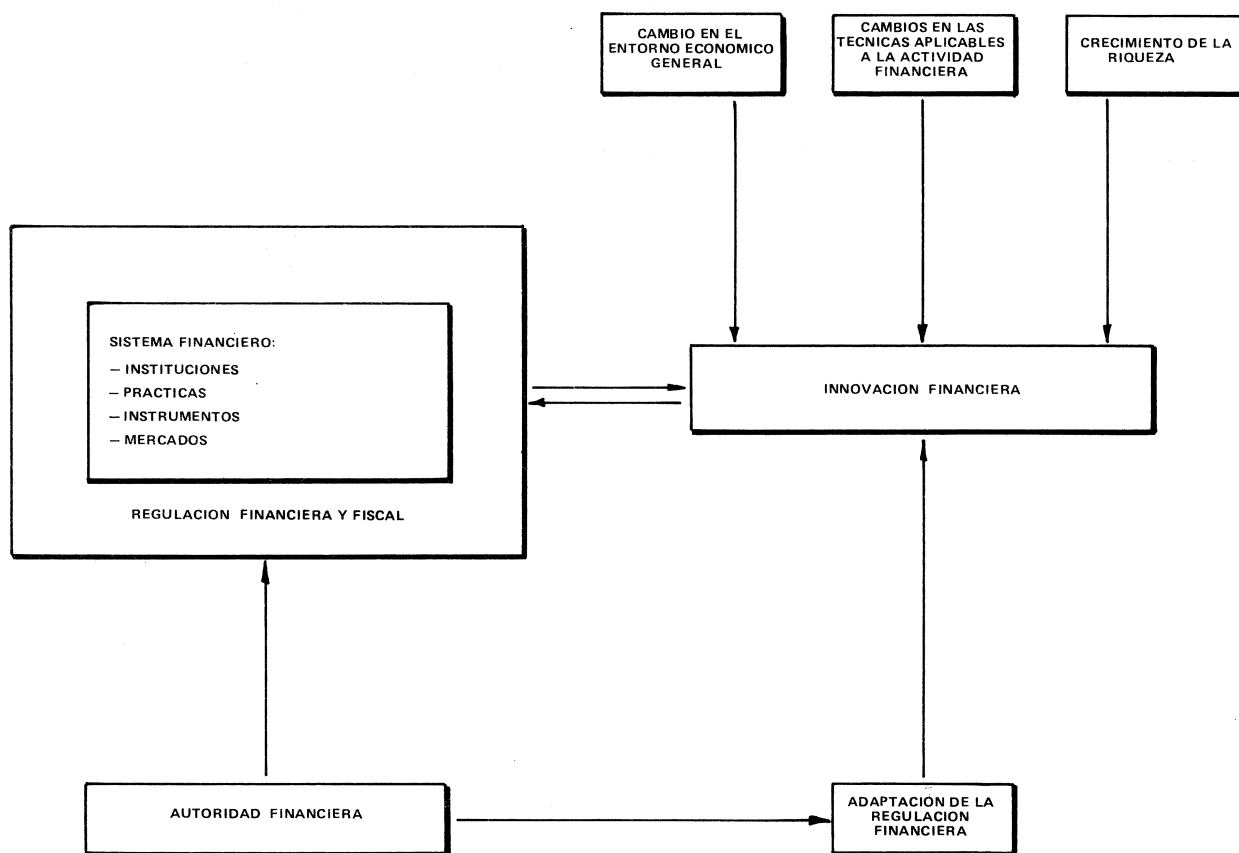 CAMBIO EN EL
ENTORNO ECONOMICO
GENERAL
CAMBIOS EN LAS
TECNICAS APLICABLES
A LA ACTIVIDAD
FINANCIERA
CRECIMIENTO DE LA
RIQUEZA
SISTEMA FINANCIERO:
— INSTITUCIONES
— PRACTICAS
— INSTRUMENTOS
— MERCADOS
REGULACION FINANCIERA Y FISCAL
INNOVACION FINANCIERA
AUTORIDAD FINANCIERA
ADAPTACIÓN DE LA
REGULACION
FINANCIERA